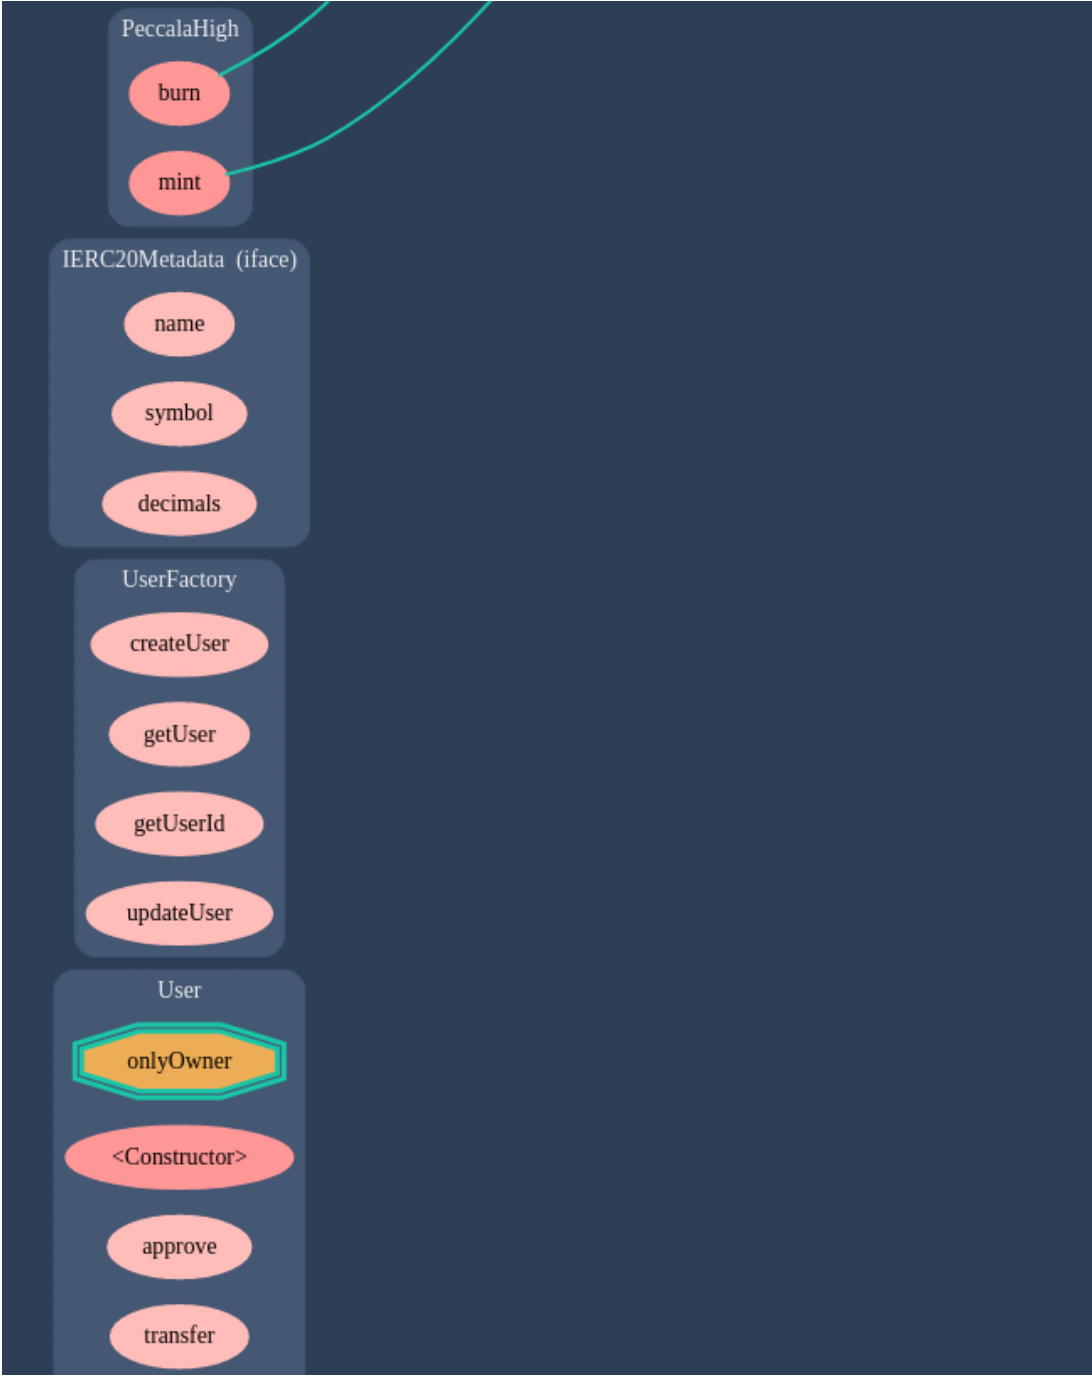 PeccalaHigh
burn
mint
IERC20Metadata  (iface)
name
symbol
decimals
UserFactory
createUser
getUser
getUserId
updateUser
User
onlyOwner
<Constructor>
approve
transfer